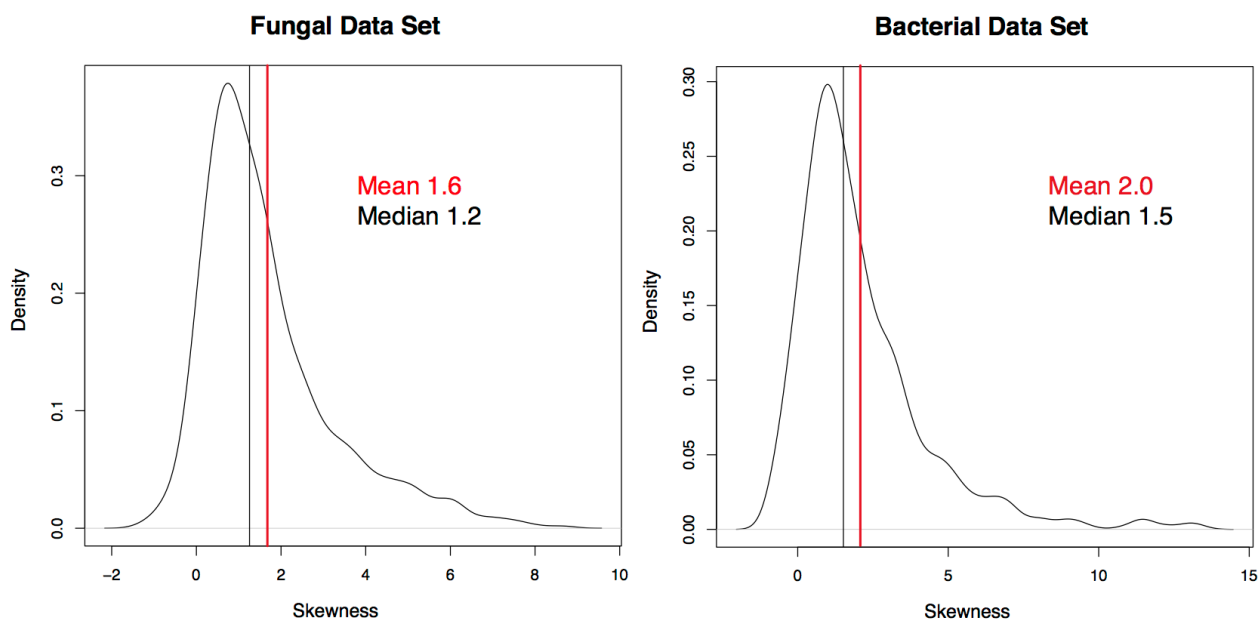 Fungal Data Set
Density
0.0
0.1
0.2
0.3
Mean 1.6
Median 1.2
−2
0
2
4
6
8
10
Skewness
Bacterial Data Set
Density
0.00
0.05
0.10
0.15
0.20
0.25
0.30
Mean 2.0
Median 1.5
0
5
10
15
Skewness